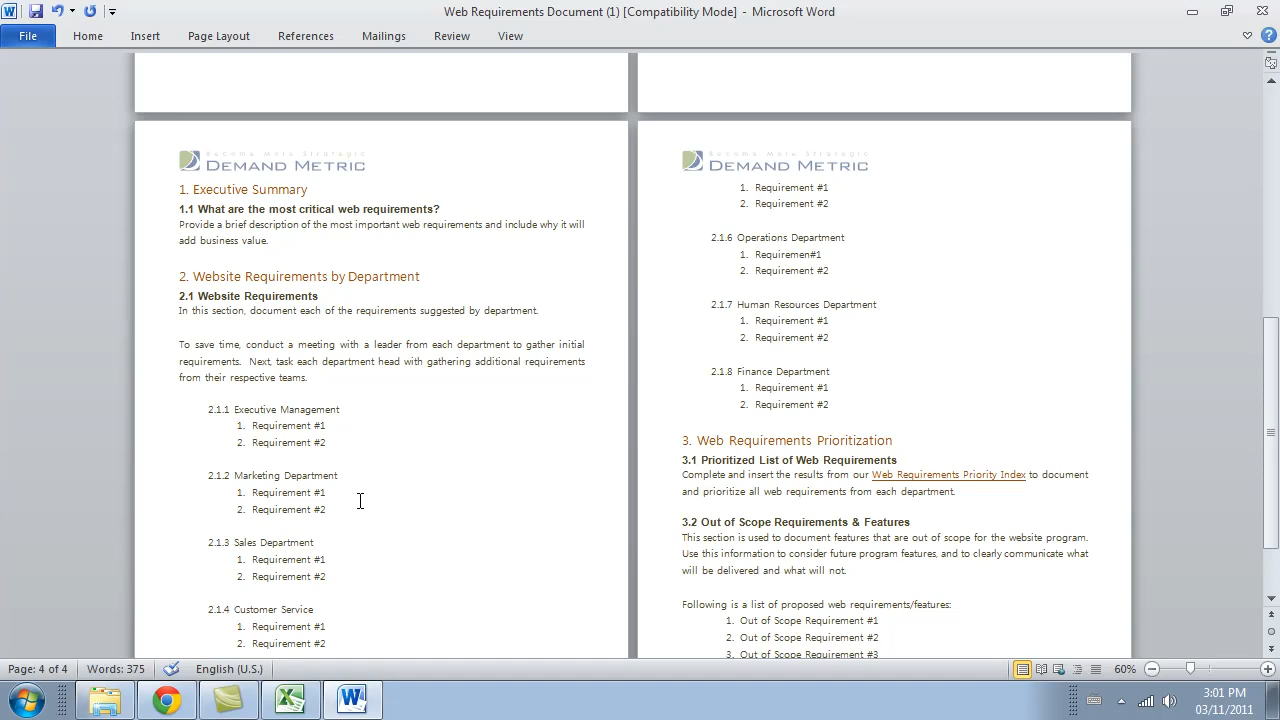 Web Requirements Document (1) [Compatibility Mode] - Microsoft Word
File Home Insert Page Layout References Mailings Review View
Become More Strategic
DEMAND METRIC
1. Executive Summary
1.1 What are the most critical web requirements?
Provide a brief description of the most important web requirements and include why it will
add business value.
2. Website Requirements by Department
2.1 Website Requirements
In this section, document each of the requirements suggested by department.
To save time, conduct a meeting with a leader from each department to gather initial
requirements. Next, task each department head with gathering additional requirements
from their respective teams.
2.1.1 Executive Management
1. Requirement #1
2. Requirement #2
2.1.2 Marketing Department
1. Requirement #1
2. Requirement #2
2.1.3 Sales Department
1. Requirement #1
2. Requirement #2
2.1.4 Customer Service
1. Requirement #1
2. Requirement #2
Become More Strategic
DEMAND METRIC
1. Requirement #1
2. Requirement #2
2.1.6 Operations Department
1. Requiremen#1
2. Requirement #2
2.1.7 Human Resources Department
1. Requirement #1
2. Requirement #2
2.1.8 Finance Department
1. Requirement #1
2. Requirement #2
3. Web Requirements Prioritization
3.1 Prioritized List of Web Requirements
Complete and insert the results from our Web Requirements Priority Index to document
and prioritize all web requirements from each department.
3.2 Out of Scope Requirements & Features
This section is used to document features that are out of scope for the website program.
Use this information to consider future program features, and to clearly communicate what
will be delivered and what will not.
Following is a list of proposed web requirements/features:
1. Out of Scope Requirement #1
2. Out of Scope Requirement #2
3. Out of Scope Requirement #3
Page: 4 of 4 Words: 375 English (U.S.) 60%
3:01 PM
03/11/2011